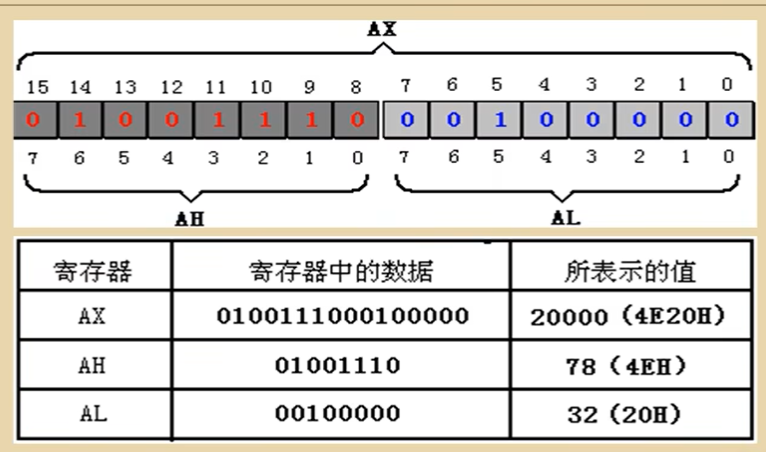 AX
15 14 13 12 11 10 9 8 7 6 5 4 3 2 1 0
0 1 0 0 1 1 1 0 0 0 1 0 0 0 0 0
7 6 5 4 3 2 1 0 7 6 5 4 3 2 1 0
AH AL
寄存器 寄存器中的数据 所表示的值
AX 0100111000100000 20000（4E20H）
AH 01001110 78（4EH）
AL 00100000 32（20H）